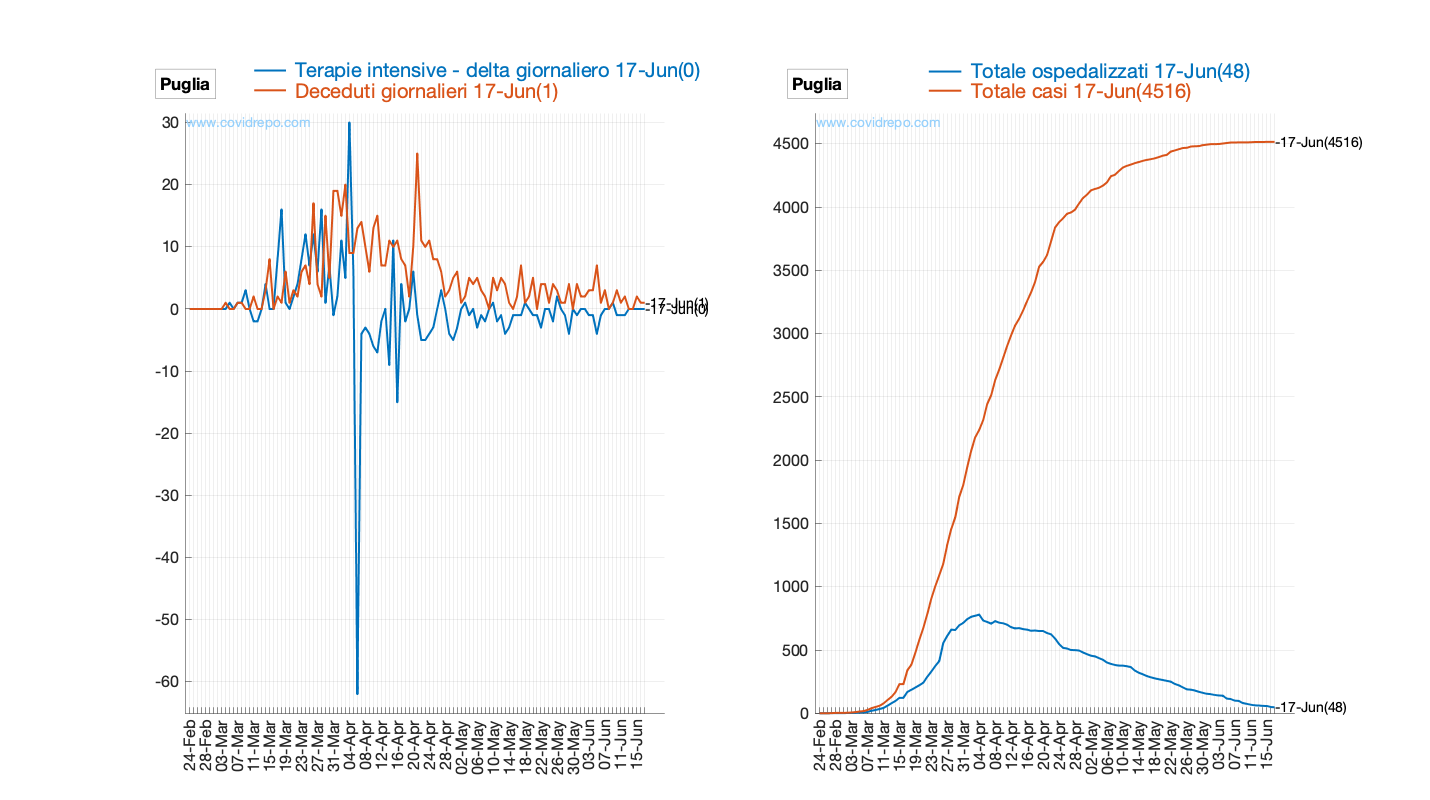 Puglia
Terapie intensive - delta giornaliero 17-Jun(0)
Deceduti giornalieri 17-Jun(1)
www.covidrepo.com
30
20
10
0
-10
-20
-30
-40
-50
-60
-17-Jun(1)
-17-Jun(0)
24-Feb
28-Feb
03-Mar
07-Mar
11-Mar
15-Mar
19-Mar
23-Mar
27-Mar
31-Mar
04-Apr
08-Apr
12-Apr
16-Apr
20-Apr
24-Apr
28-Apr
02-May
06-May
10-May
14-May
18-May
22-May
26-May
30-May
03-Jun
07-Jun
11-Jun
15-Jun
Puglia
Totale ospedalizzati 17-Jun(48)
Totale casi 17-Jun(4516)
www.covidrepo.com
4500
4000
3500
3000
2500
2000
1500
1000
500
0
-17-Jun(4516)
-17-Jun(48)
24-Feb
28-Feb
03-Mar
07-Mar
11-Mar
15-Mar
19-Mar
23-Mar
27-Mar
31-Mar
04-Apr
08-Apr
12-Apr
16-Apr
20-Apr
24-Apr
28-Apr
02-May
06-May
10-May
14-May
18-May
22-May
26-May
30-May
03-Jun
07-Jun
11-Jun
15-Jun